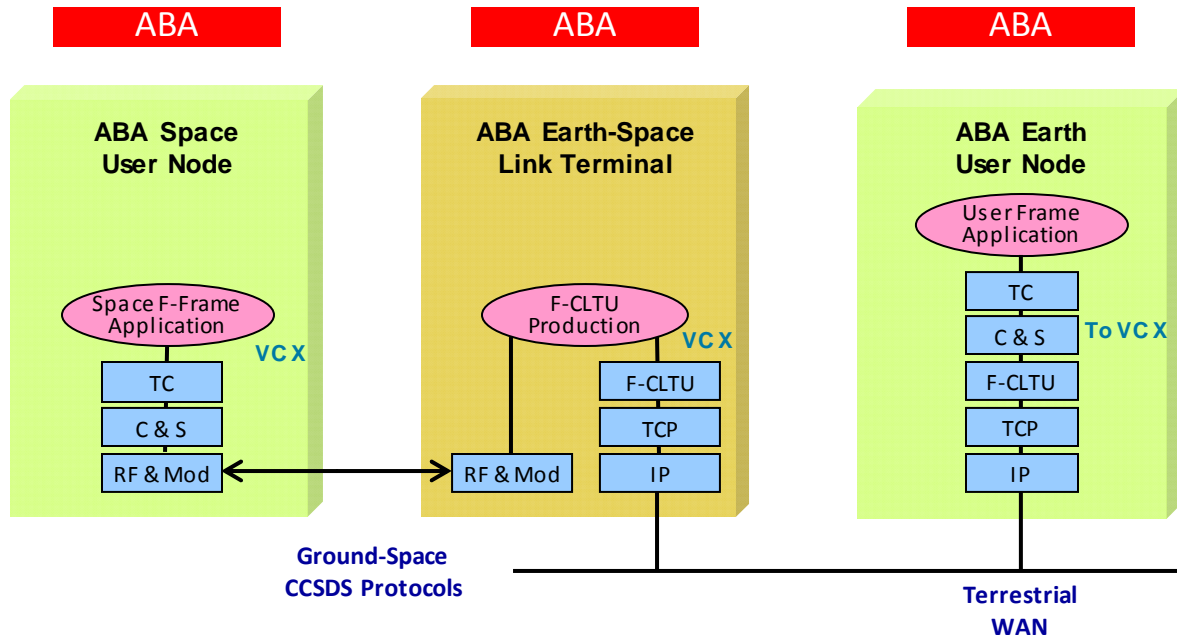 ABA
ABA
ABA
ABA Space
User Node
Space F-Frame
Application
VC X
TC
C & S
RF & Mod
ABA Earth-Space
Link Terminal
F-CLTU
Production
VC X
F-CLTU
TCP
IP
RF & Mod
ABA Earth
User Node
User Frame
Application
TC
C & S
To VC X
F-CLTU
TCP
IP
Ground-Space
CCSDS Protocols
Terrestrial
WAN